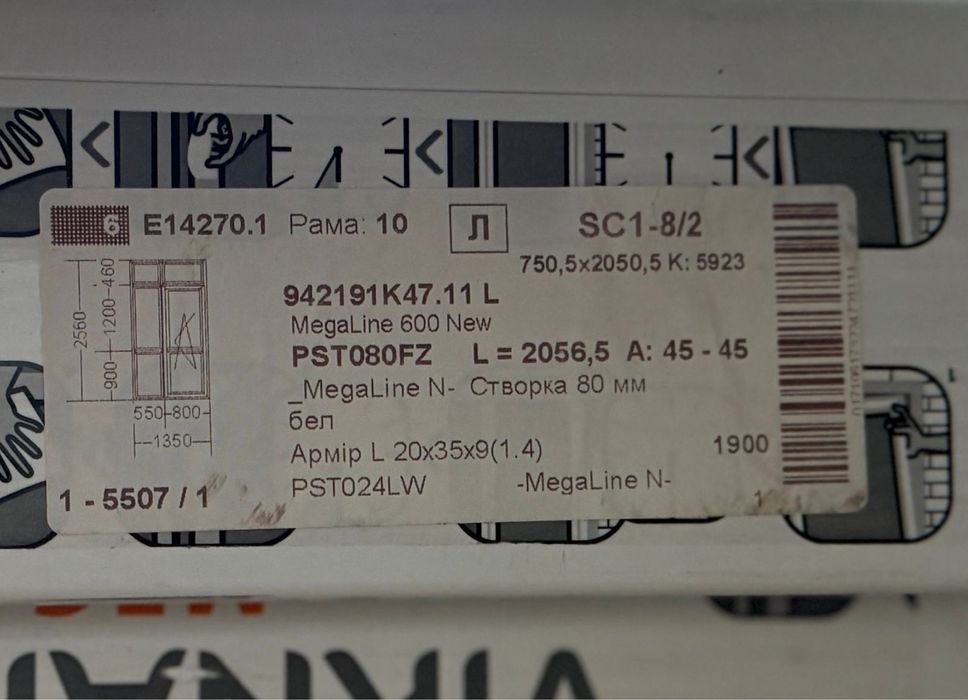 6 E14270.1 Рама: 10 Л SC1-8/2
750,5x2050,5 K: 5923
942191K47.11 L
MegaLine 600 New
PST080FZ L = 2056,5 A: 45 - 45
_MegaLine N- Створка 80 мм
бел
Армір L 20x35x9(1.4) 1900
PST024LW -MegaLine N-
1
2560
900 1200 460
550 800
1350
1 - 5507 / 1